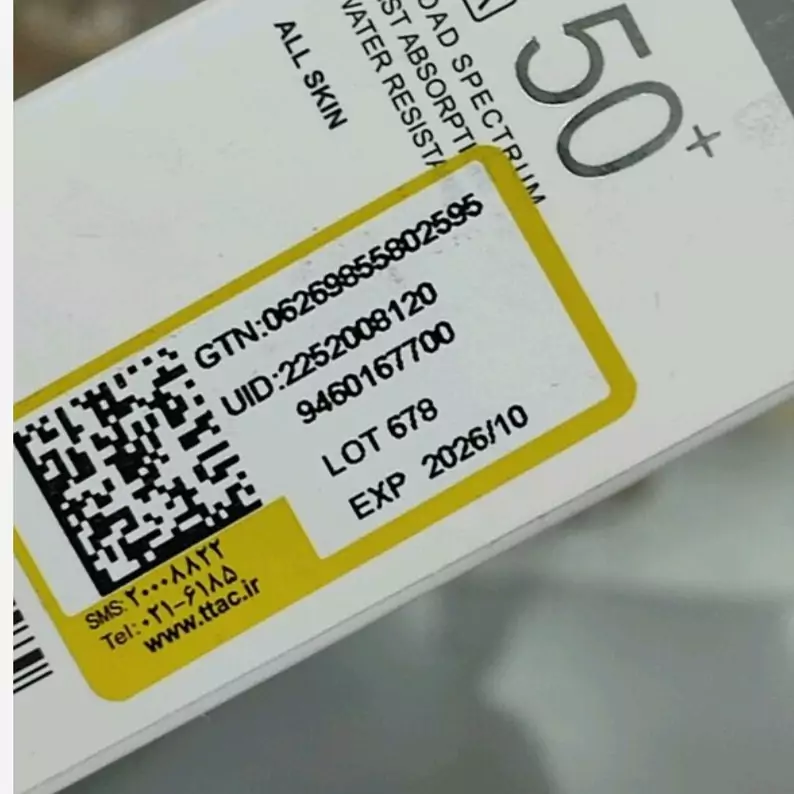 50+
OAD SPECTRUM
ST ABSORPTI
WATER RESISTA
ALL SKIN
GTN:06269855802595
UID:2252008120
9460167700
LOT 678
EXP 2026/10
SMS:۲۰۰۰۸۸۲۲
Tel:۰۲۱-۶۱۸۵
www.ttac.ir